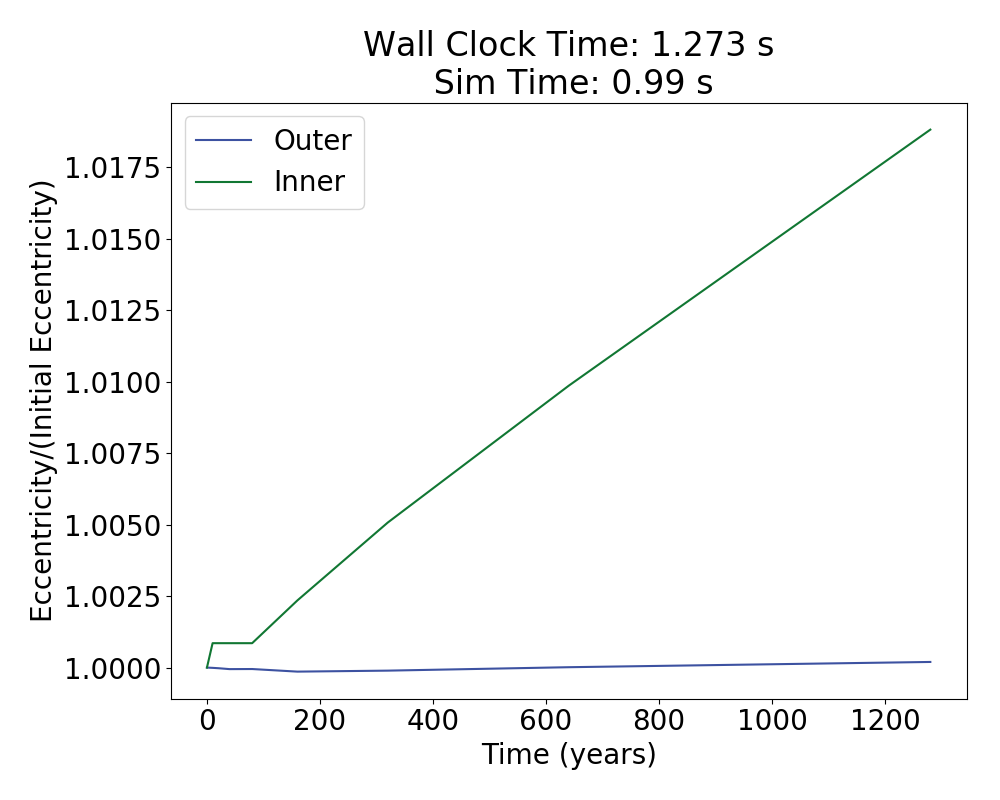 Wall Clock Time: 1.273 s
Sim Time: 0.99 s
Outer
Inner
1.0175
1.0150
1.0125
1.0100
1.0075
1.0050
1.0025
1.0000
Eccentricity/(Initial Eccentricity)
0 200 400 600 800 1000 1200
Time (years)